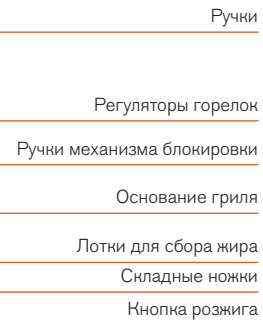 Ручки
Регуляторы горелок
Ручки механизма блокировки
Основание гриля
Лотки для сбора жира
Складные ножки
Кнопка розжига